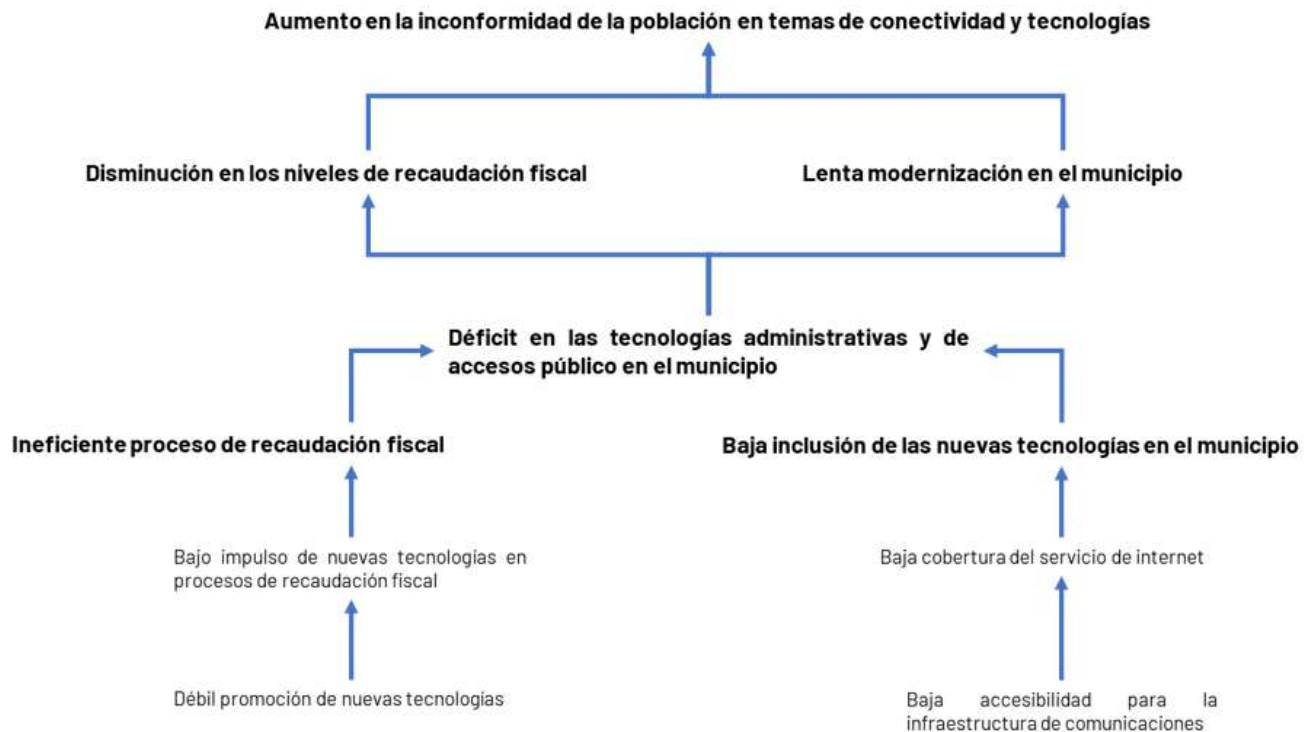 Aumento en la inconformidad de la población en temas de conectividad y tecnologías
Disminución en los niveles de recaudación fiscal
Lenta modernización en el municipio
Déficit en las tecnologías administrativas y de
accesos público en el municipio
Ineficiente proceso de recaudación fiscal
Baja inclusión de las nuevas tecnologías en el municipio
Bajo impulso de nuevas tecnologías en
procesos de recaudación fiscal
Baja cobertura del servicio de internet
Débil promoción de nuevas tecnologías
Baja accesibilidad para la
infraestructura de comunicaciones